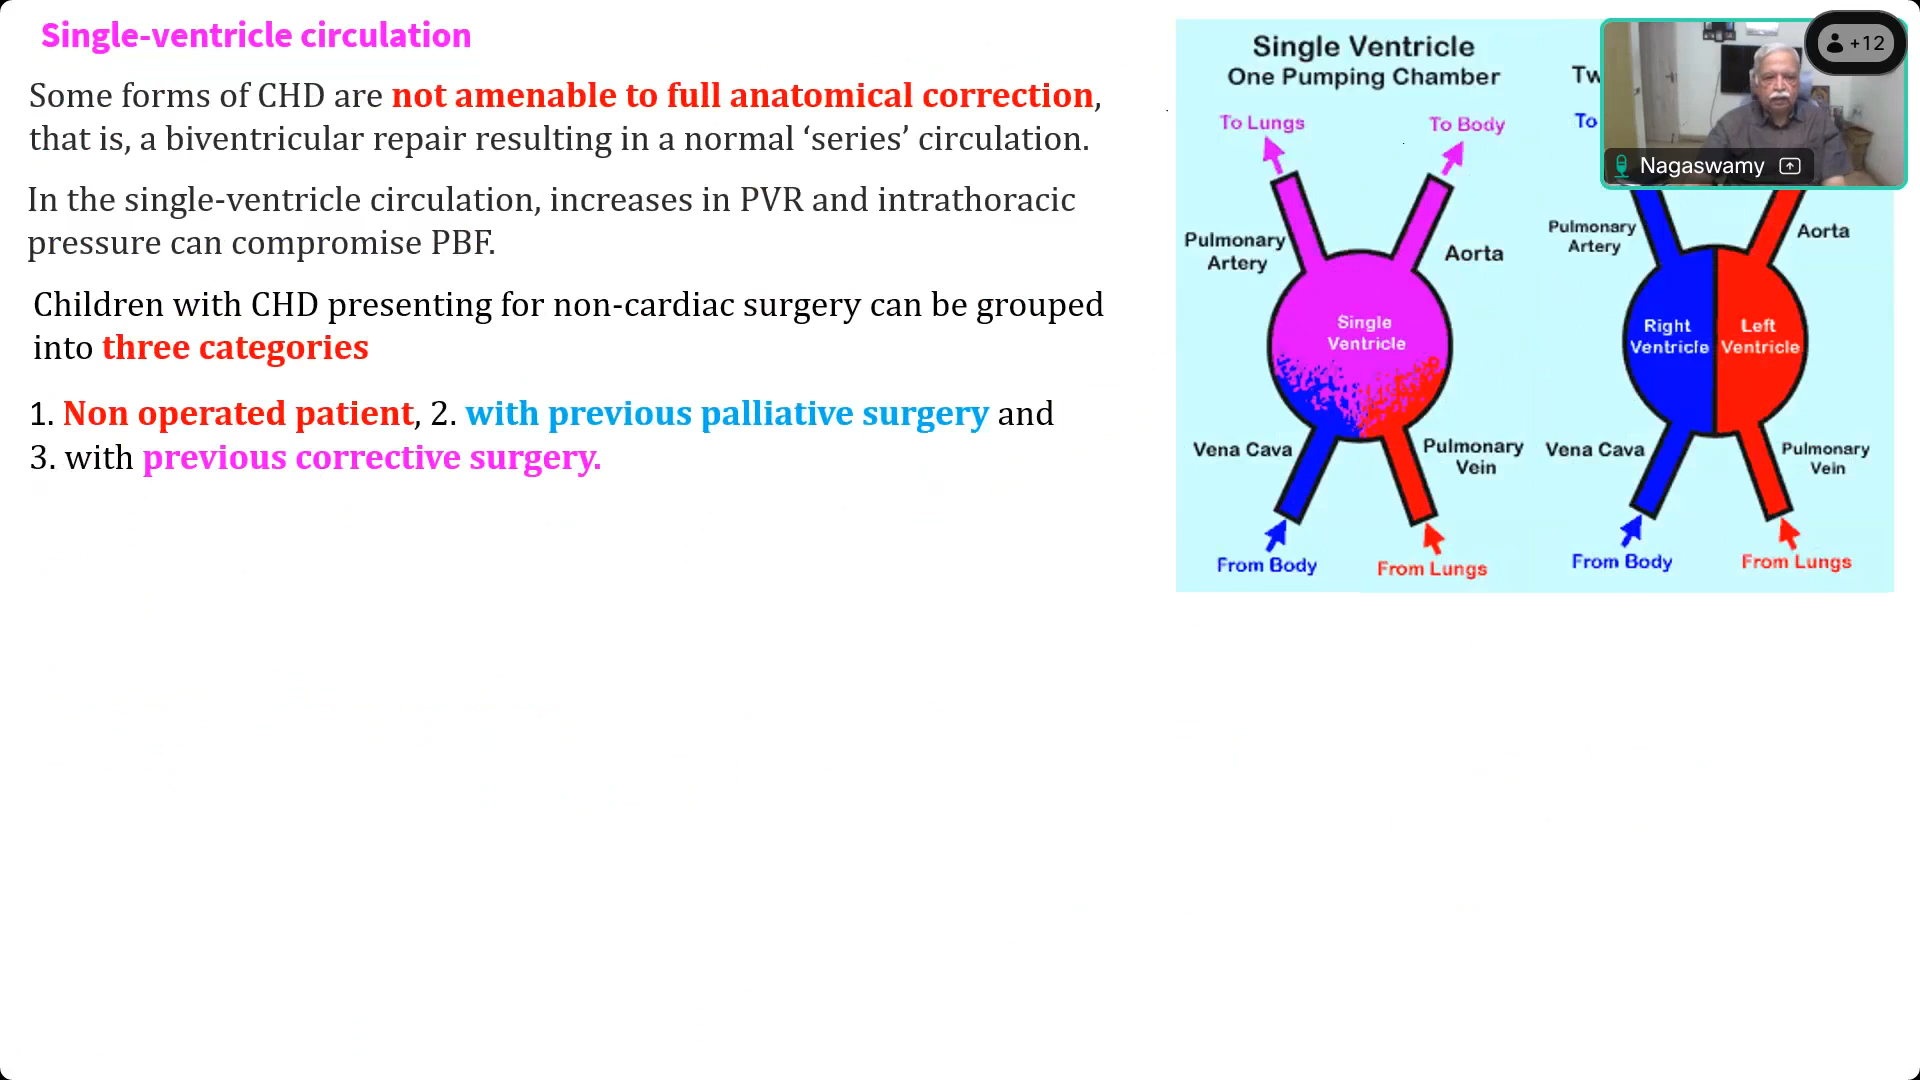 Single-ventricle circulation
Some forms of CHD are not amenable to full anatomical correction,
that is, a biventricular repair resulting in a normal ‘series’ circulation.
In the single-ventricle circulation, increases in PVR and intrathoracic
pressure can compromise PBF.
Children with CHD presenting for non-cardiac surgery can be grouped
into three categories
1. Non operated patient, 2. with previous palliative surgery and
3. with previous corrective surgery.
Single Ventricle
One Pumping Chamber
To Lungs
To Body
Pulmonary
Artery
Aorta
Single
Ventricle
Vena Cava
Pulmonary
Vein
From Body
From Lungs
To
Pulmonary
Artery
Aorta
Right
Ventricle
Left
Ventricle
Vena Cava
Pulmonary
Vein
From Body
From Lungs
+12
Nagaswamy